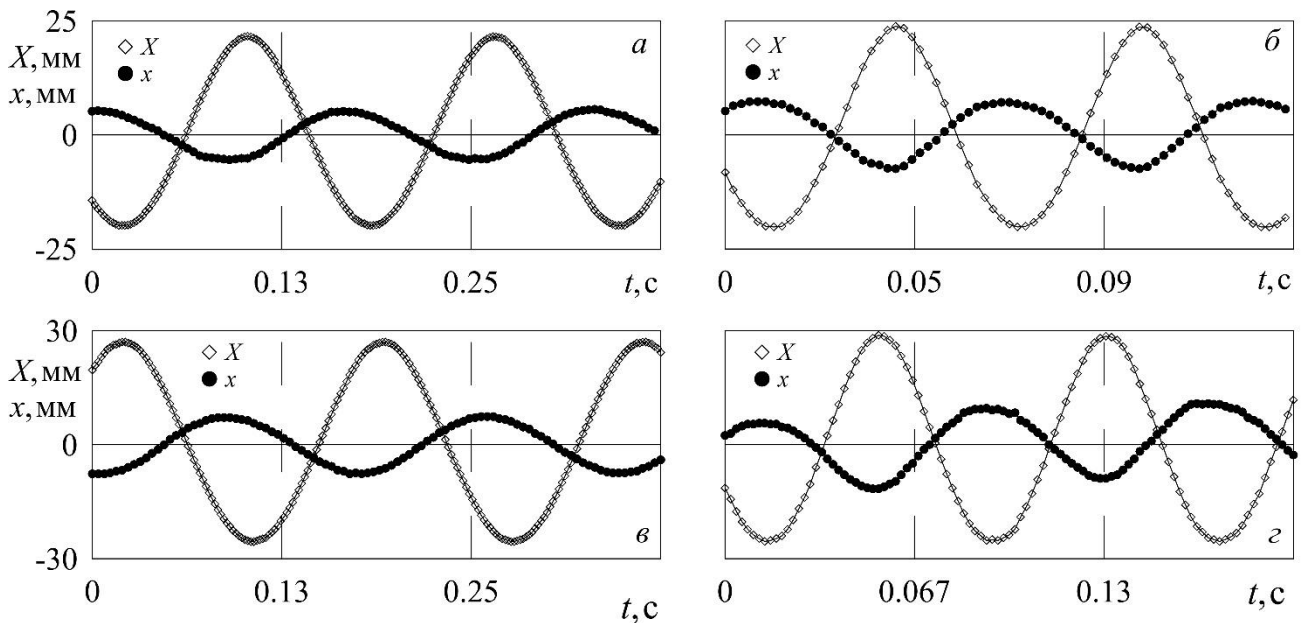 25
X, мм
x, мм
0
-25
◇ X
● x
а
0 0.13 0.25 t, с
◇ X
● x
б
0 0.05 0.09 t, с
30
X, мм
x, мм
0
-30
◇ X
● x
в
0 0.13 0.25 t, с
◇ X
● x
г
0 0.067 0.13 t, с